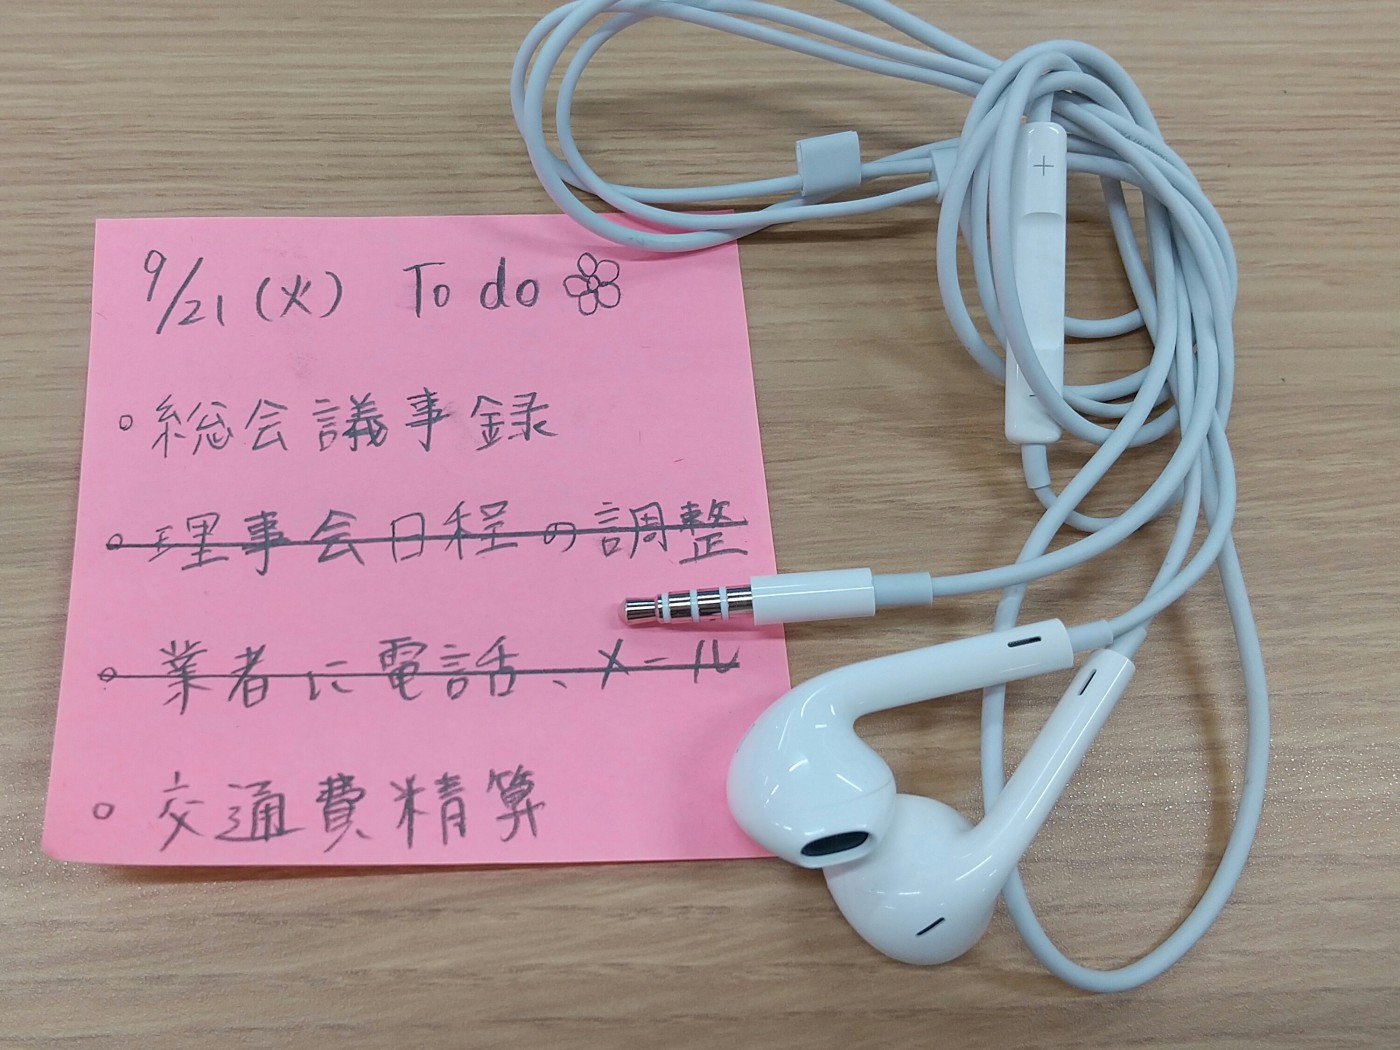 9/21(火) To do
。総会議事録
。理事会日程の調整
。業者に電話、メール
。交通費精算
+
-